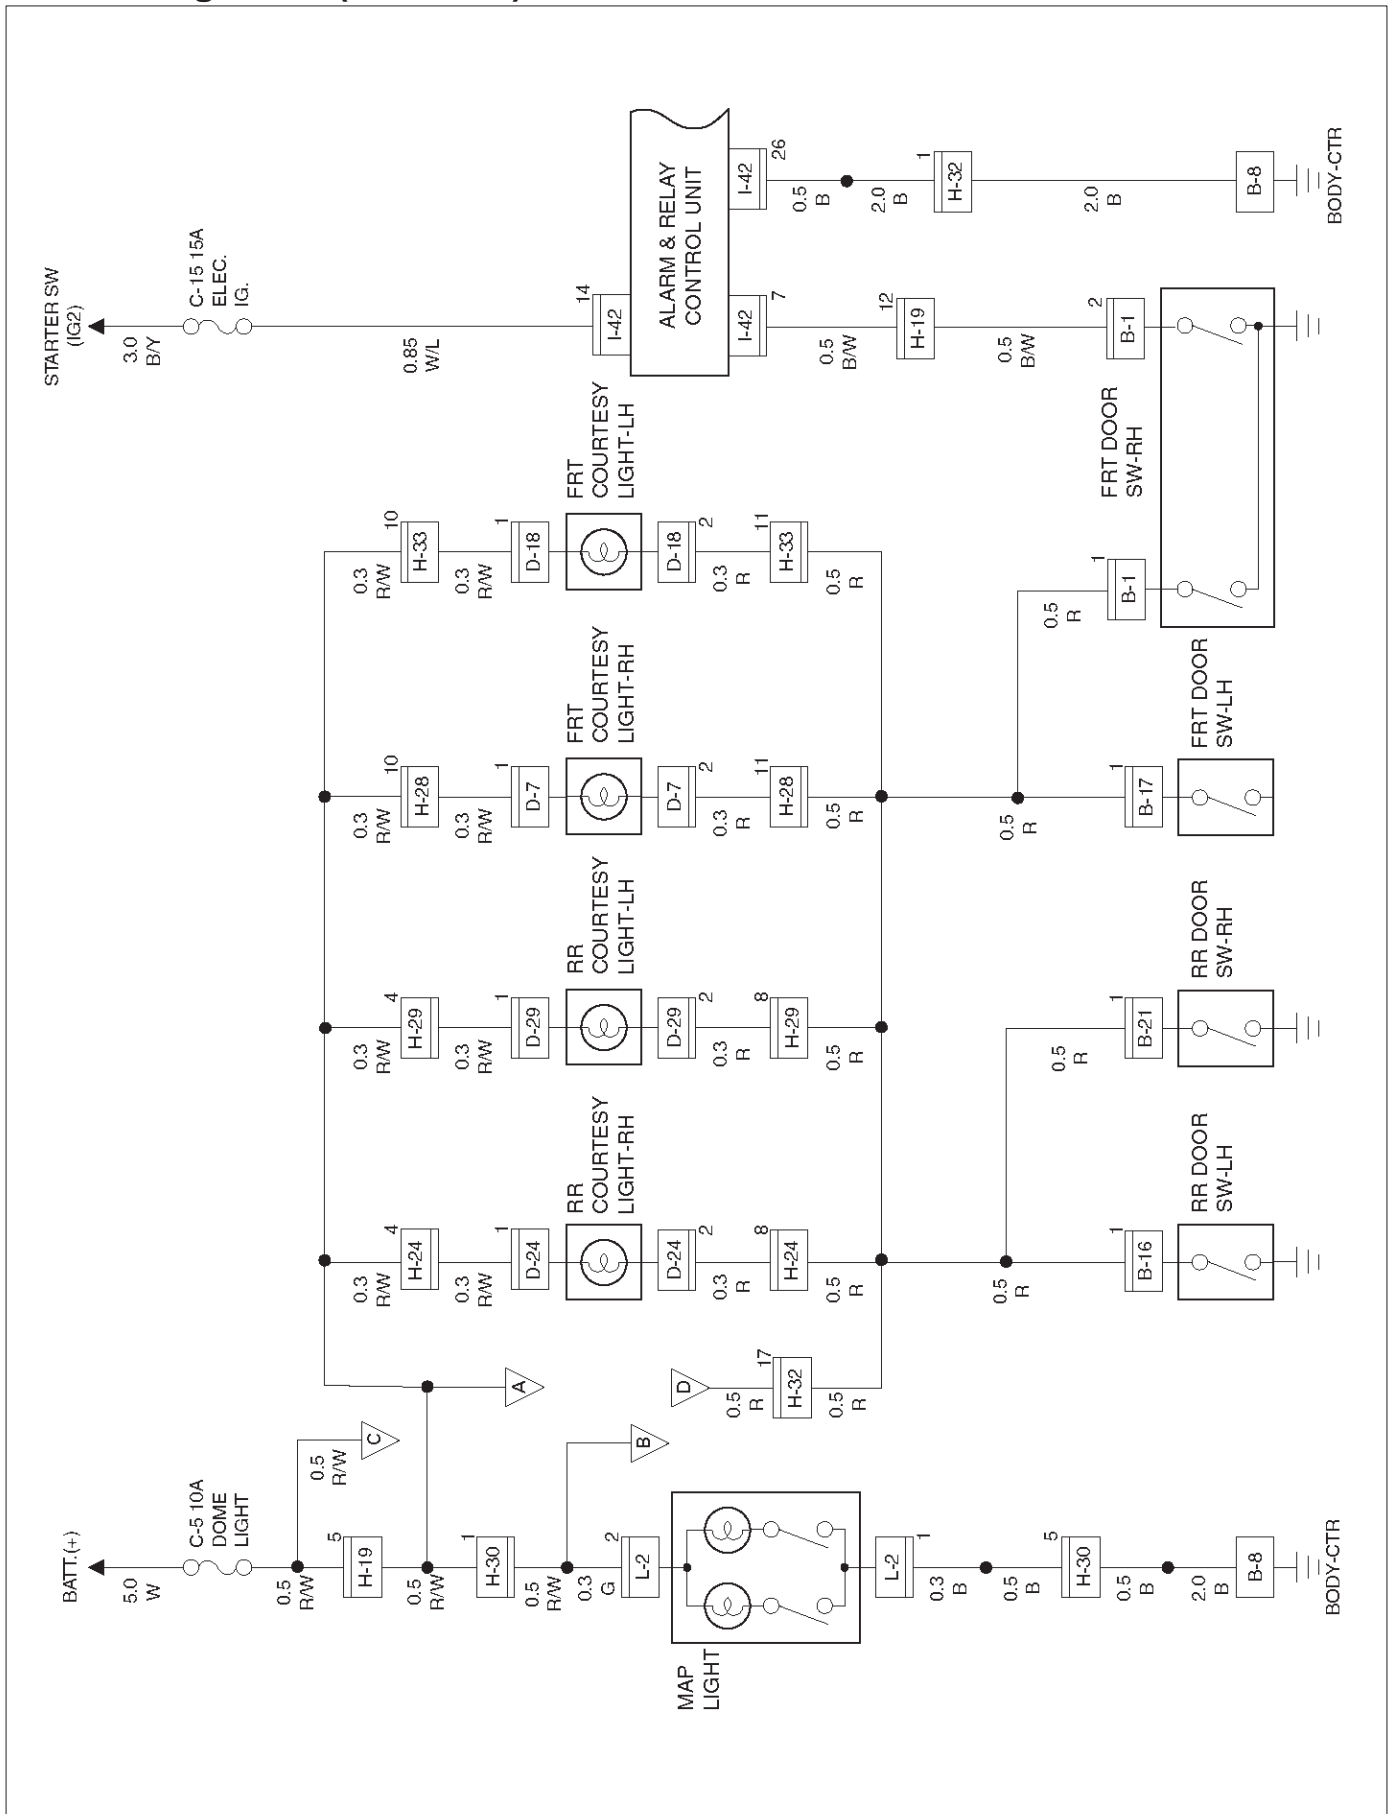 BATT.(+)
5.0
W
C-5 10A
DOME
LIGHT
0.5
R/W
0.5
R/W
C
5
H-19
0.5
R/W
1
H-30
0.5
R/W
0.3
G
B
2
L-2
MAP
LIGHT
L-2
1
0.3
B
0.5
B
5
H-30
0.5
B
2.0
B
B-8
BODY-CTR
A
D
0.5
R
17
H-32
0.5
R
0.3
R/W
4
H-24
0.3
R/W
1
D-24
RR
COURTESY
LIGHT-RH
D-24
2
0.3
R
8
H-24
0.5
R
0.5
R
1
B-16
RR DOOR
SW-LH
0.3
R/W
4
H-29
0.3
R/W
1
D-29
RR
COURTESY
LIGHT-LH
D-29
2
0.3
R
8
H-29
0.5
R
0.5
R
1
B-21
RR DOOR
SW-RH
0.3
R/W
10
H-28
0.3
R/W
1
D-7
FRT
COURTESY
LIGHT-RH
D-7
2
0.3
R
11
H-28
0.5
R
0.5
R
1
B-17
FRT DOOR
SW-LH
0.3
R/W
10
H-33
0.3
R/W
1
D-18
FRT
COURTESY
LIGHT-LH
D-18
2
0.3
R
11
H-33
0.5
R
0.5
R
1
B-1
FRT DOOR
SW-RH
STARTER SW
(IG2)
3.0
B/Y
C-15 15A
ELEC.
IG.
0.85
W/L
14
I-42
ALARM & RELAY
CONTROL UNIT
I-42
7
0.5
B/W
12
H-19
0.5
B/W
2
B-1
I-42
26
0.5
B
2.0
B
1
H-32
2.0
B
B-8
BODY-CTR